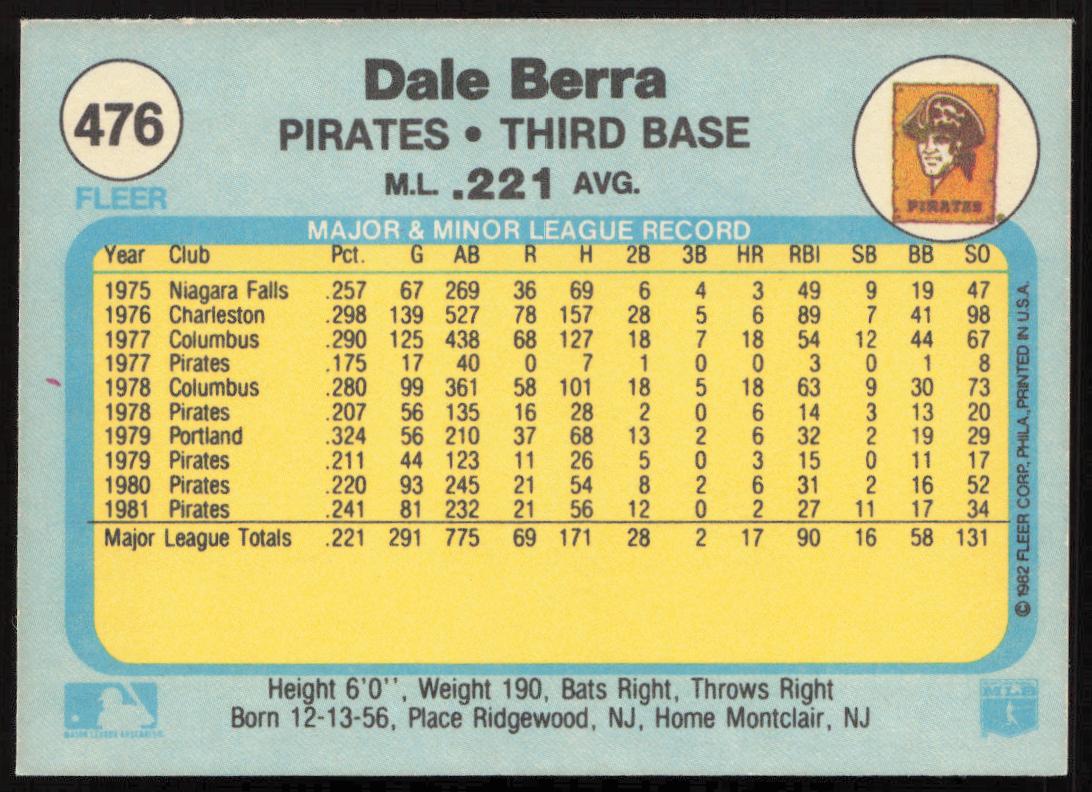 476
FLEER
Dale Berra
PIRATES • THIRD BASE
M.L. .221 AVG.
PIRATES
MAJOR & MINOR LEAGUE RECORD
Year Club Pct. G AB R H 2B 3B HR RBI SB BB SO
1975 Niagara Falls .257 67 269 36 69 6 4 3 49 9 19 47
1976 Charleston .298 139 527 78 157 28 5 6 89 7 41 98
1977 Columbus .290 125 438 68 127 18 7 18 54 12 44 67
1977 Pirates .175 17 40 0 7 1 0 0 3 0 1 8
1978 Columbus .280 99 361 58 101 18 5 18 63 9 30 73
1978 Pirates .207 56 135 16 28 2 0 6 14 3 13 20
1979 Portland .324 56 210 37 68 13 2 6 32 2 19 29
1979 Pirates .211 44 123 11 26 5 0 3 15 0 11 17
1980 Pirates .220 93 245 21 54 8 2 6 31 2 16 52
1981 Pirates .241 81 232 21 56 12 0 2 27 11 17 34
Major League Totals .221 291 775 69 171 28 2 17 90 16 58 131
© 1982 FLEER CORP., PHILA., PRINTED IN U.S.A.
Height 6'0'', Weight 190, Bats Right, Throws Right
Born 12-13-56, Place Ridgewood, NJ, Home Montclair, NJ
MLB